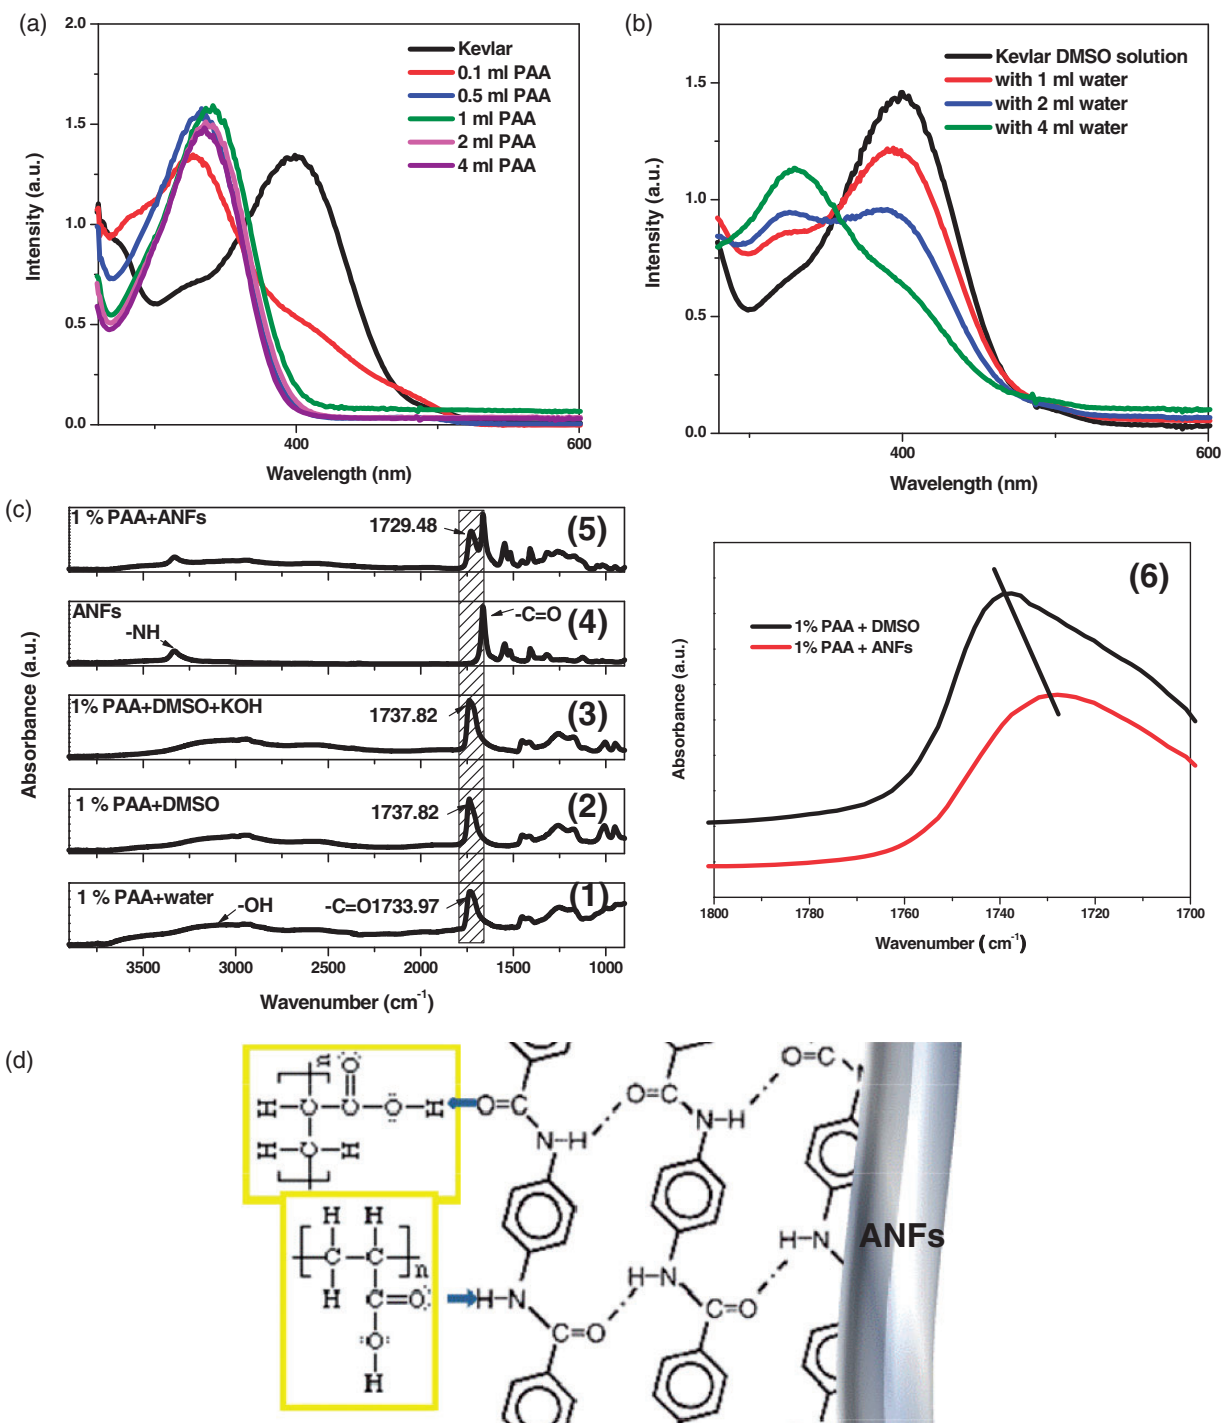 (a)
2.0
1.5
1.0
0.5
0.0
Intensity (a.u.)
400
600
Wavelength (nm)
Kevlar
0.1 ml PAA
0.5 ml PAA
1 ml PAA
2 ml PAA
4 ml PAA
(b)
1.5
1.0
0.5
0.0
Intensity (a.u.)
400
600
Wavelength (nm)
Kevlar DMSO solution
with 1 ml water
with 2 ml water
with 4 ml water
(c)
Absorbance (a.u.)
1 % PAA+ANFs
1729.48
(5)
ANFs
-NH
-C=O
(4)
1% PAA+DMSO+KOH
1737.82
(3)
1 % PAA+DMSO
1737.82
(2)
1 % PAA+water
-OH
-C=O1733.97
(1)
3500 3000 2500 2000 1500 1000
Wavenumber (cm-1)
(6)
1% PAA + DMSO
1% PAA + ANFs
Absorbance (a.u.)
1800 1780 1760 1740 1720 1700
Wavenumber ( cm-1)
(d)
n
O
H C C O H
H C H
O=C
N-H
O=C
N-H
O=C
H H
C C n
H
C=O
O
H
H-N
C=O
H-N
C=O
H-N
ANFs